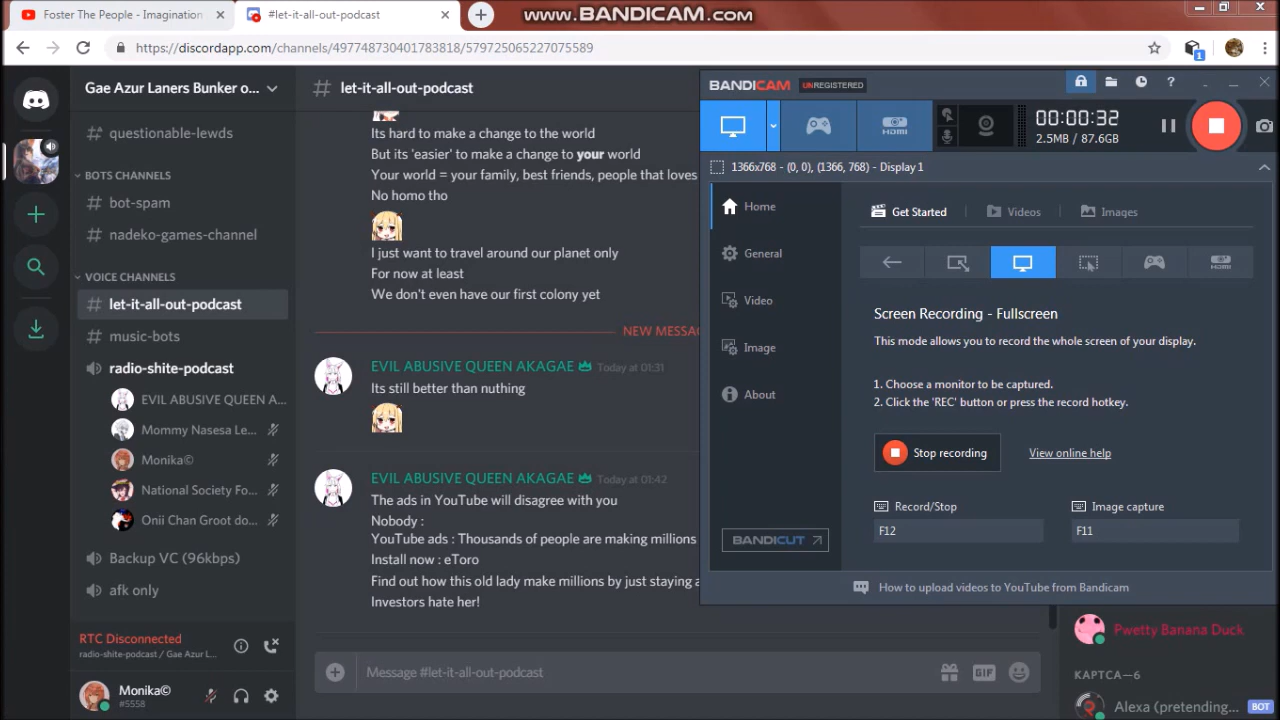 Foster The People - Imagination
#let-it-all-out-podcast
www.BANDICAM.com
https://discordapp.com/channels/497748730401783818/579725065227075589
1
Gae Azur Laners Bunker o...
questionable-lewds
BOTS CHANNELS
bot-spam
nadeko-games-channel
VOICE CHANNELS
let-it-all-out-podcast
music-bots
radio-shite-podcast
EVIL ABUSIVE QUEEN A...
Mommy Nasesa Le...
Monika©
National Society Fo...
Onii Chan Groot do...
Backup VC (96kbps)
afk only
RTC Disconnected
radio-shite-podcast / Gae Azur L...
Monika©
#5558
let-it-all-out-podcast
Its hard to make a change to the world
But its 'easier' to make a change to your world
Your world = your family, best friends, people that loves
No homo tho
I just want to travel around our planet only
For now at least
We don't even have our first colony yet
NEW MESSA
EVIL ABUSIVE QUEEN AKAGAE Today at 01:31
Its still better than nuthing
EVIL ABUSIVE QUEEN AKAGAE Today at 01:42
The ads in YouTube will disagree with you
Nobody :
YouTube ads : Thousands of people are making millions
Install now : eToro
Find out how this old lady make millions by just staying a
Investors hate her!
Message #let-it-all-out-podcast
GIF
BANDICAM UNREGISTERED
HDMI
00:00:32
2.5MB / 87.6GB
1366x768 - (0, 0), (1366, 768) - Display 1
Home
General
Video
Image
About
BANDICUT
Get Started
Videos
Images
HDMI
Screen Recording - Fullscreen
This mode allows you to record the whole screen of your display.
1. Choose a monitor to be captured.
2. Click the 'REC' button or press the record hotkey.
Stop recording
View online help
Record/Stop
Image capture
F12
F11
How to upload videos to YouTube from Bandicam
Pwetty Banana Duck
КАРТСА—6
Alexa (pretending... BOT